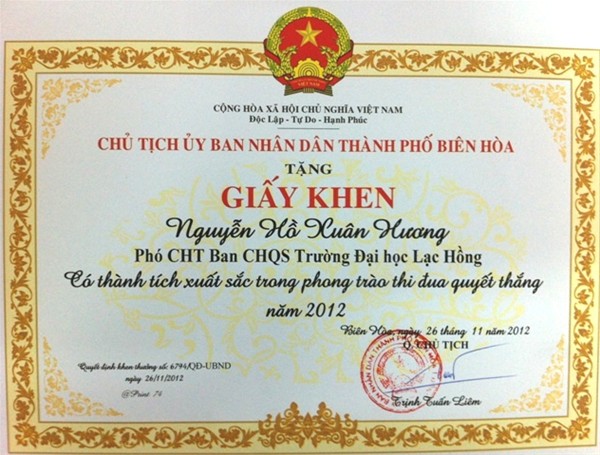 VIỆT NAM
CỘNG HÒA XÃ HỘI CHỦ NGHĨA VIỆT NAM
Độc Lập - Tự Do - Hạnh Phúc
CHỦ TỊCH ỦY BAN NHÂN DÂN THÀNH PHỐ BIÊN HÒA
TẶNG
GIẤY KHEN
Nguyễn Hồ Xuân Hương
Phó CHT Ban CHQS Trường Đại học Lạc Hồng
Có thành tích xuất sắc trong phong trào thi đua quyết thắng
năm 2012
Biên Hòa, ngày 26 tháng 11 năm 2012
Q.CHỦ TỊCH
Quyết định khen thưởng số: 6794/QĐ-UBND
ngày 26/11/2012
@Print .74
Trịnh Tuấn Liêm